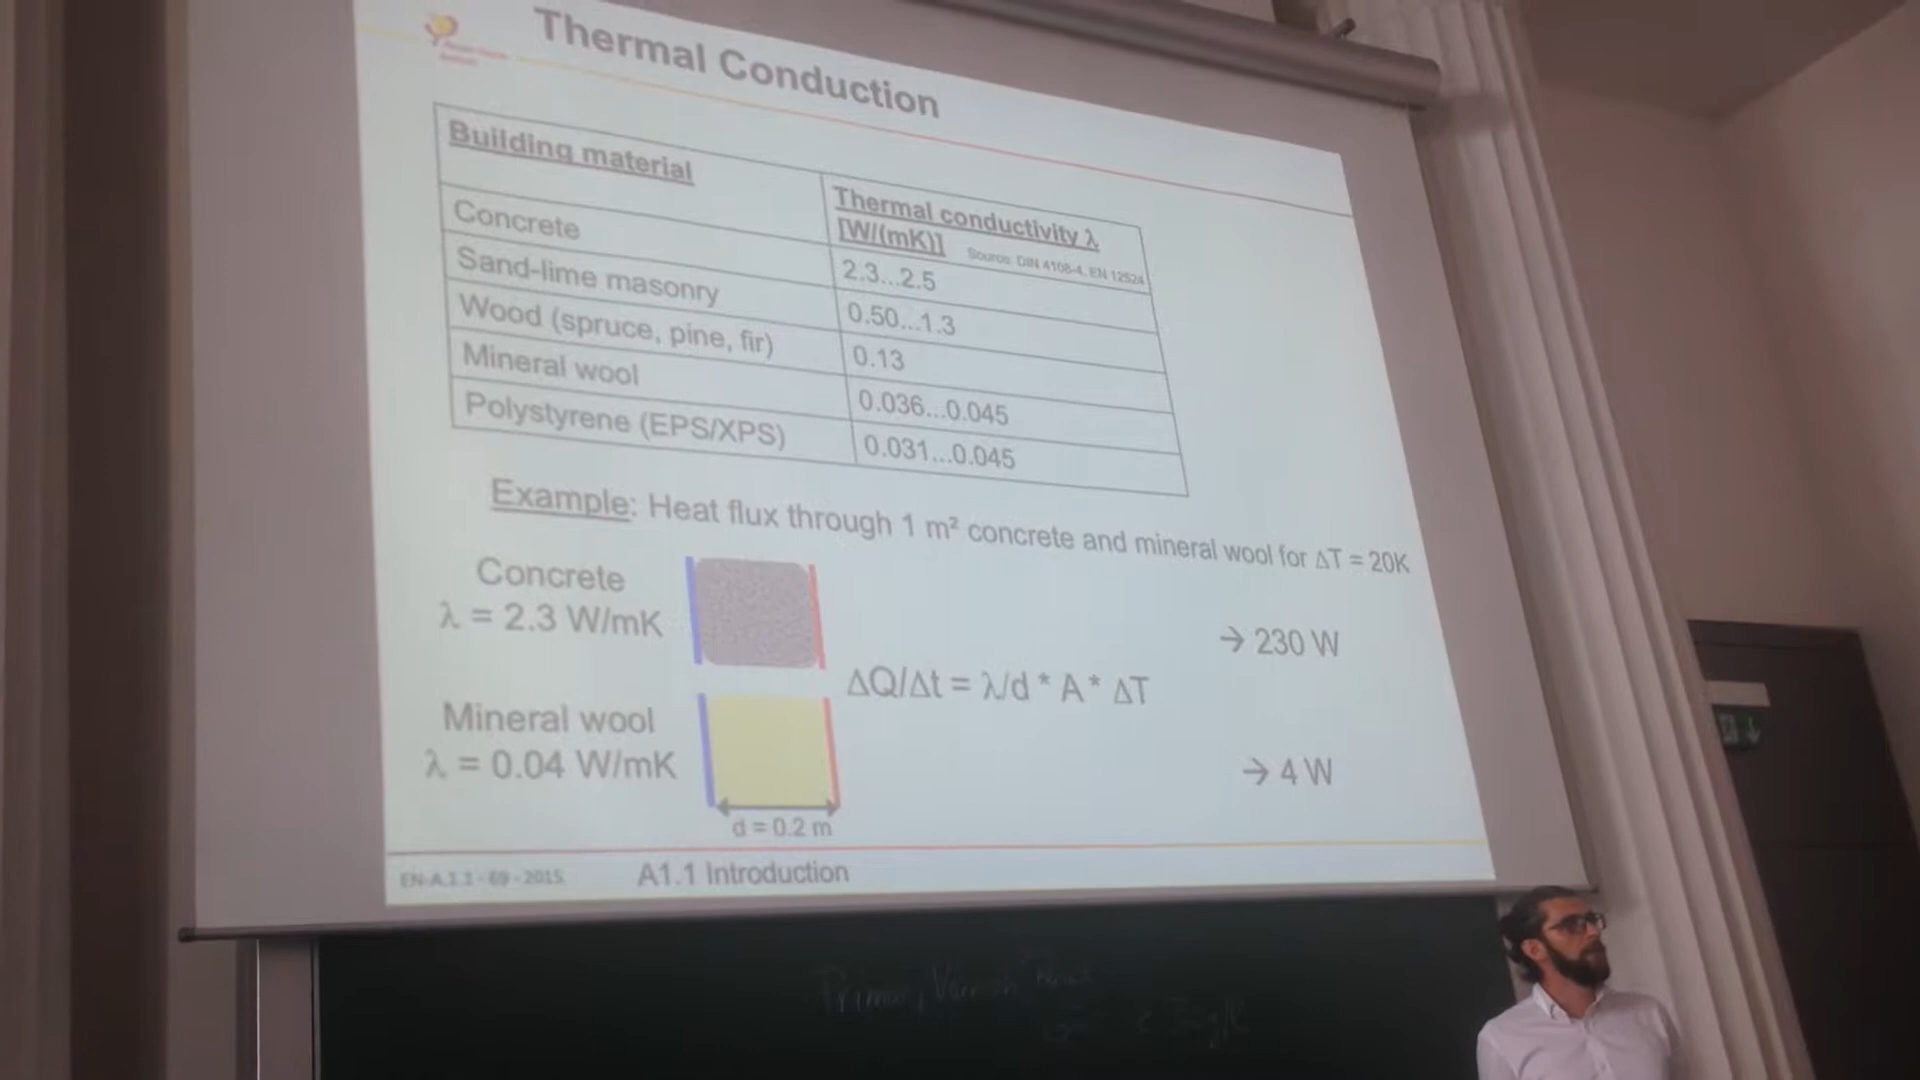 Thermal Conduction
Building material
Thermal conductivity λ
[W/(mK)] Source: DIN 4108-4, EN 12524
Concrete
2.3...2.5
Sand-lime masonry
0.50...1.3
Wood (spruce, pine, fir)
0.13
Mineral wool
0.036...0.045
Polystyrene (EPS/XPS)
0.031...0.045
Example: Heat flux through 1 m² concrete and mineral wool for ΔT = 20K
Concrete
λ = 2.3 W/mK
→ 230 W
ΔQ/Δt = λ/d * A * ΔT
Mineral wool
λ = 0.04 W/mK
→ 4 W
d = 0.2 m
EN-A.1.1 - 69 - 2015
A1.1 Introduction
Primary